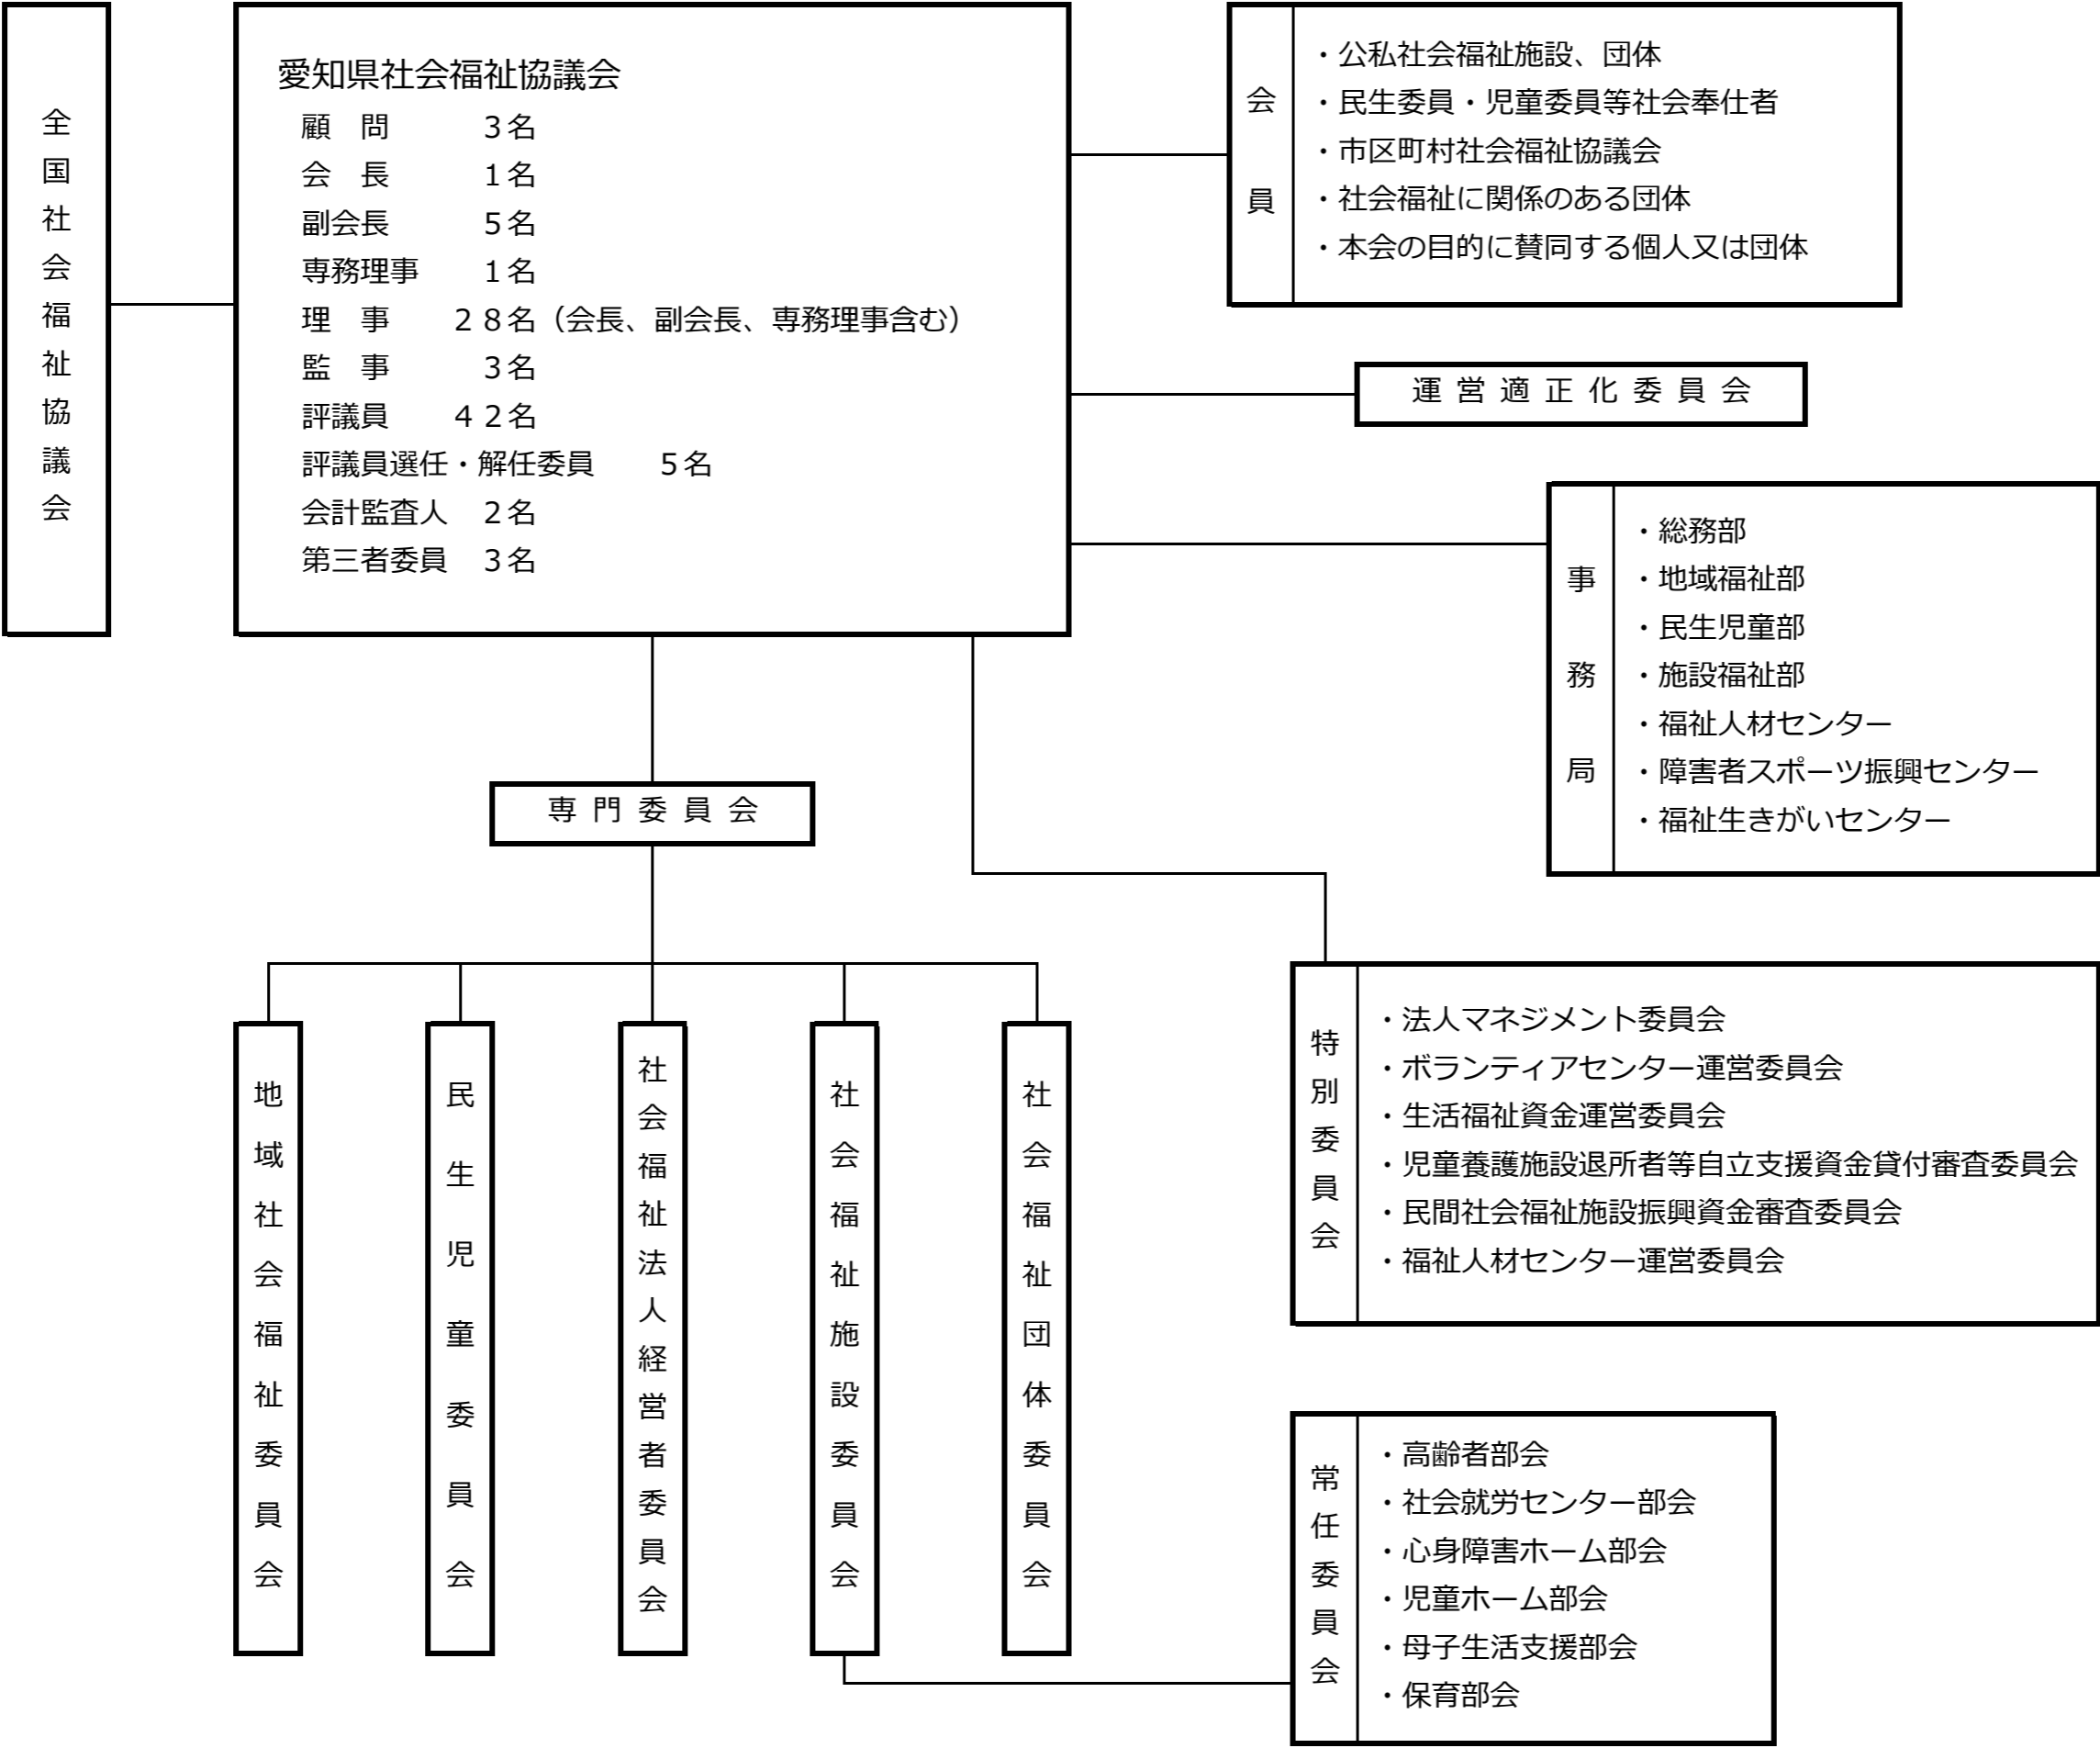 全国社会福祉協議会
愛知県社会福祉協議会
顧　問　　　３名
会　長　　　１名
副会長　　　５名
専務理事　　１名
理　事　　２８名（会長、副会長、専務理事含む）
監　事　　　３名
評議員　　４２名
評議員選任・解任委員　　５名
会計監査人　２名
第三者委員　３名
会員
・公私社会福祉施設、団体
・民生委員・児童委員等社会奉仕者
・市区町村社会福祉協議会
・社会福祉に関係のある団体
・本会の目的に賛同する個人又は団体
運営適正化委員会
事務局
・総務部
・地域福祉部
・民生児童部
・施設福祉部
・福祉人材センター
・障害者スポーツ振興センター
・福祉生きがいセンター
専門委員会
地域社会福祉委員会
民生児童委員会
社会福祉法人経営者委員会
社会福祉施設委員会
社会福祉団体委員会
特別委員会
・法人マネジメント委員会
・ボランティアセンター運営委員会
・生活福祉資金運営委員会
・児童養護施設退所者等自立支援資金貸付審査委員会
・民間社会福祉施設振興資金審査委員会
・福祉人材センター運営委員会
常任委員会
・高齢者部会
・社会就労センター部会
・心身障害ホーム部会
・児童ホーム部会
・母子生活支援部会
・保育部会